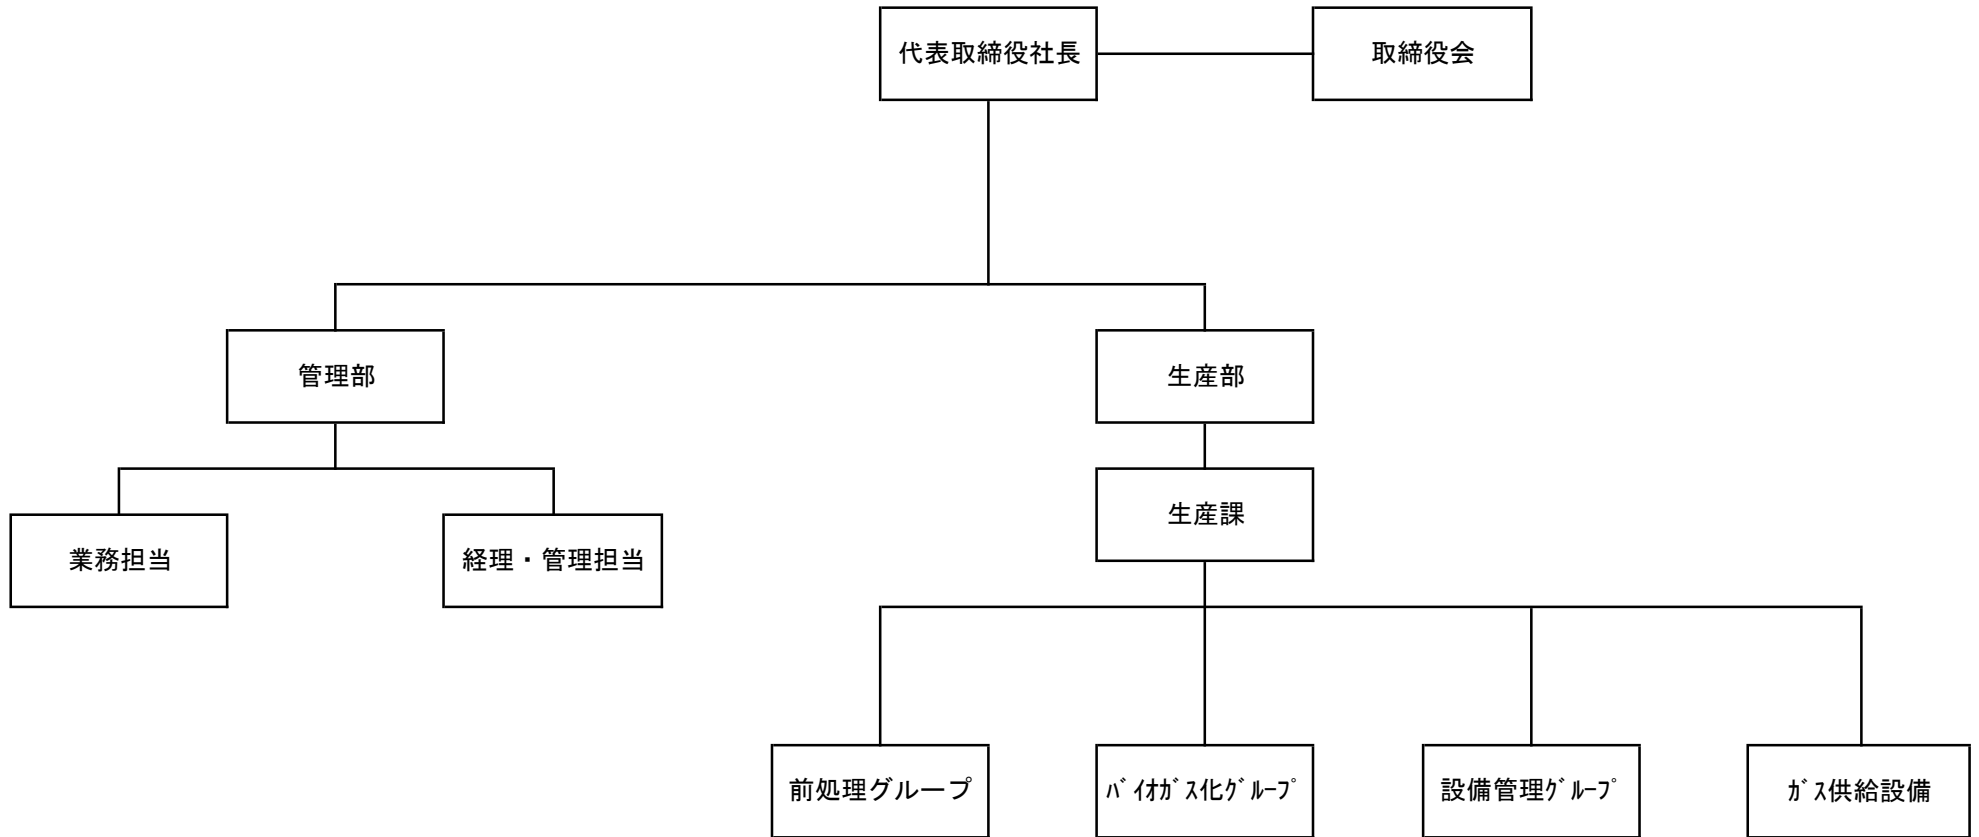 代表取締役社長
取締役会
管理部
生産部
生産課
業務担当
経理・管理担当
前処理グループ
ﾊﾞｲｵｶﾞｽ化ｸﾞﾙｰﾌﾟ
設備管理ｸﾞﾙｰﾌﾟ
ｶﾞｽ供給設備